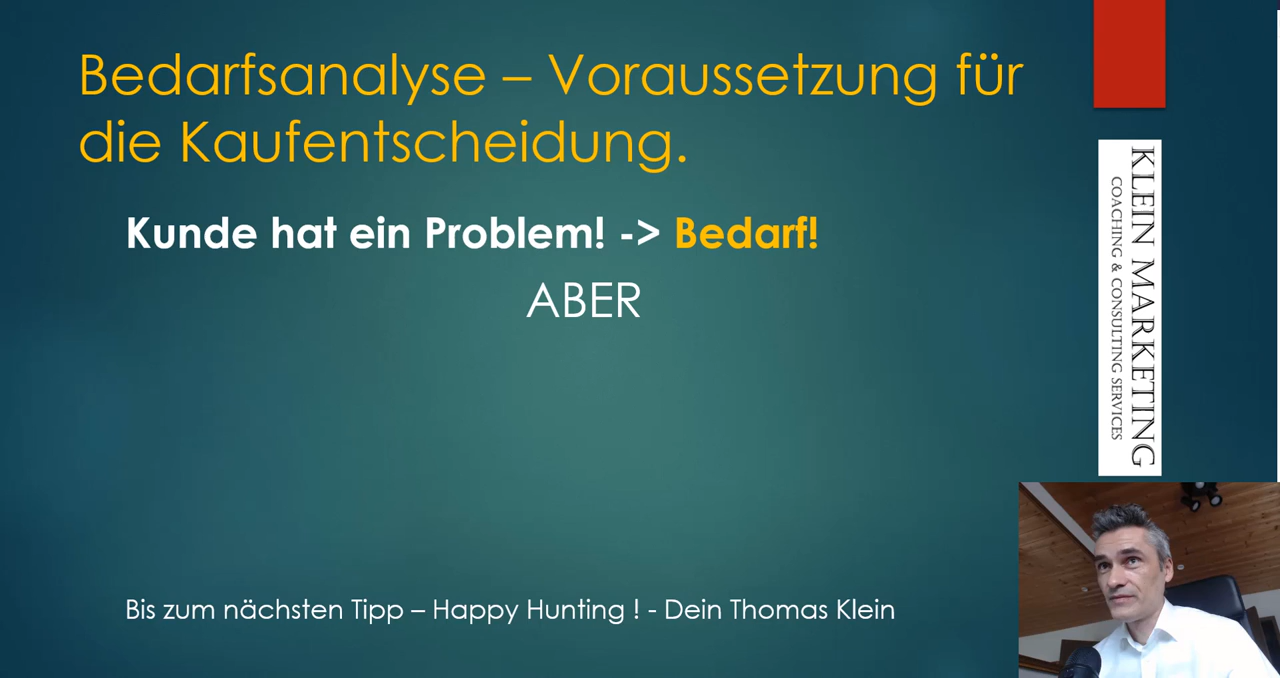 Bedarfsanalyse – Voraussetzung für
die Kaufentscheidung.
Kunde hat ein Problem! -> Bedarf!
ABER
KLEIN MARKETING
COACHING & CONSULTING SERVICES
Bis zum nächsten Tipp – Happy Hunting ! - Dein Thomas Klein